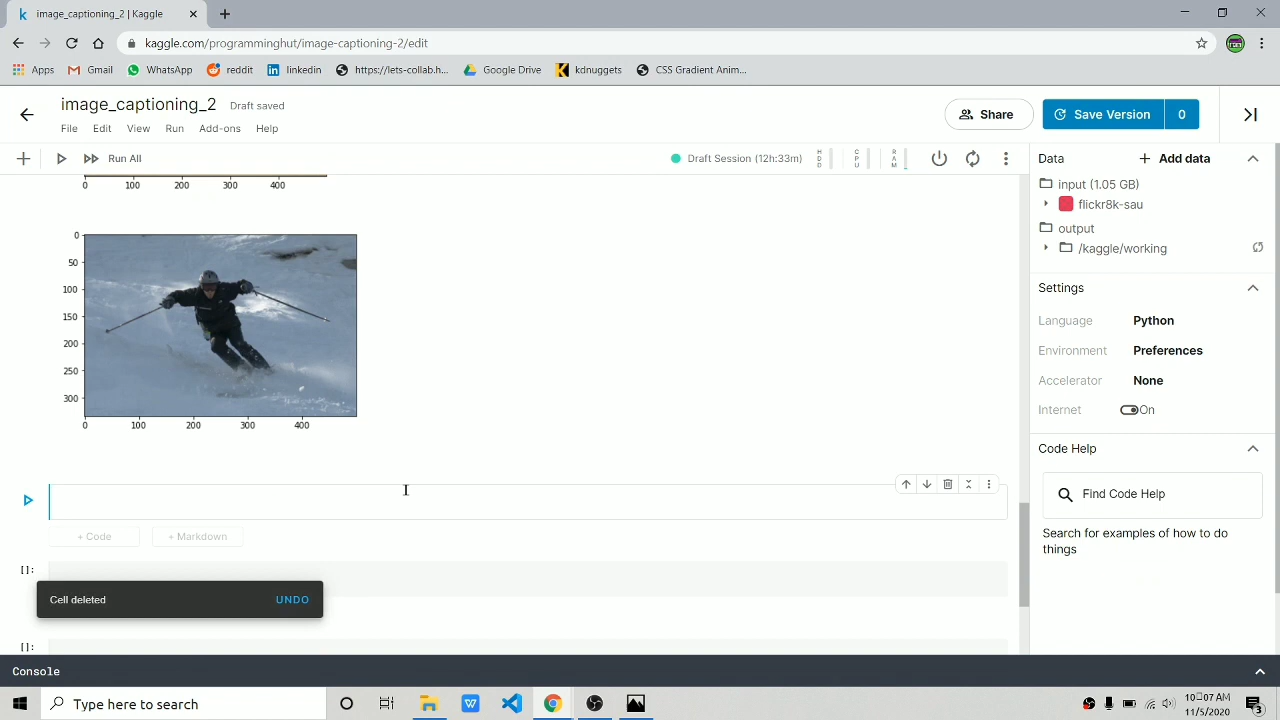 image_captioning_2 | Kaggle
kaggle.com/programminghut/image-captioning-2/edit
Apps Gmail WhatsApp reddit linkedin https://lets-collab.h... Google Drive kdnuggets CSS Gradient Anim...
image_captioning_2 Draft saved
Share Save Version 0
File Edit View Run Add-ons Help
Run All Draft Session (12h:33m) HDD CPU RAM
Data Add data
input (1.05 GB)
flickr8k-sau
output
/kaggle/working
Settings
Language Python
Environment Preferences
Accelerator None
Internet On
Code Help
Find Code Help
Search for examples of how to do
things
0 100 200 300 400
0
50
100
150
200
250
300
0 100 200 300 400
+ Code + Markdown
[]:
Cell deleted UNDO
[]:
Console
Type here to search
10:07 AM
11/5/2020
3